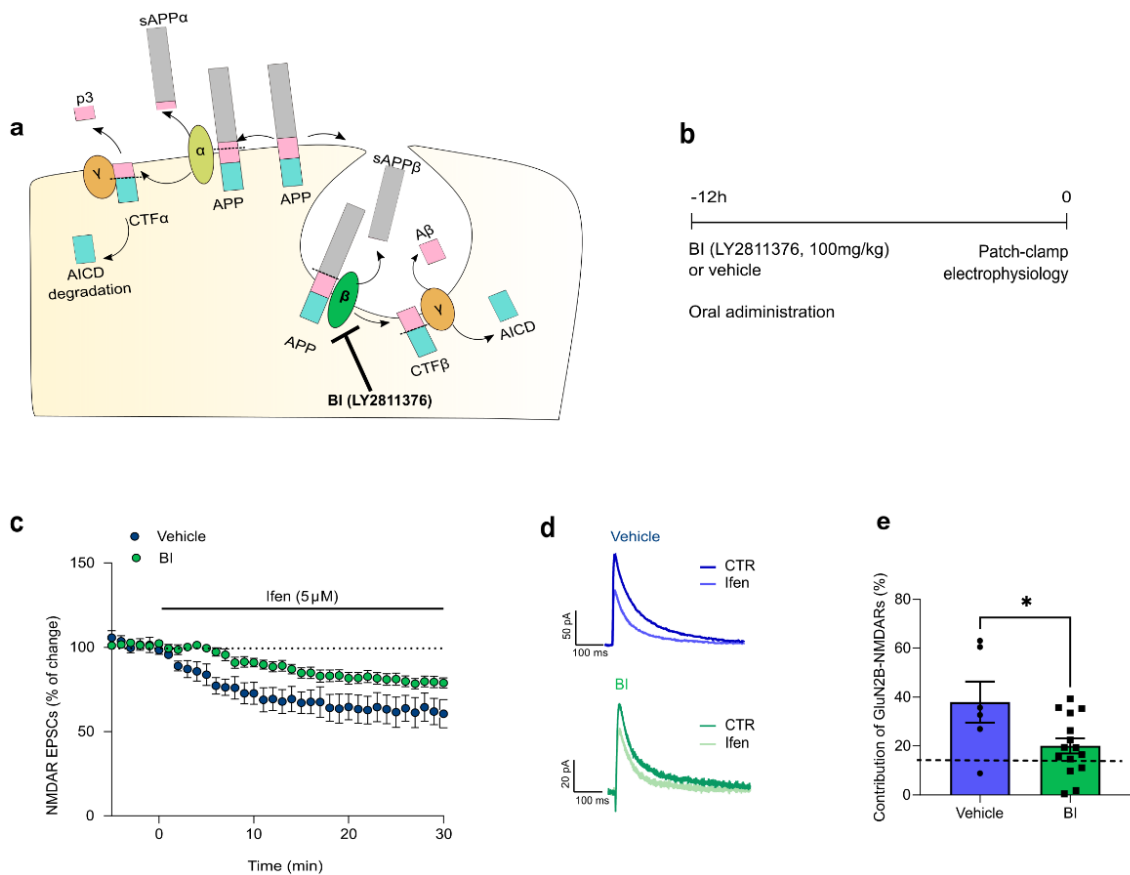 a
sAPPα
p3
α
γ
APP
APP
CTFα
AICD
degradation
sAPPβ
Aβ
β
γ
APP
CTFβ
AICD
BI (LY2811376)
b
-12h 0
BI (LY2811376, 100mg/kg)
or vehicle
Patch-clamp
electrophysiology
Oral adiministration
c
Vehicle
BI
Ifen (5μM)
150
100
50
0
0 10 20 30
NMDAR EPSCs (% of change)
Time (min)
d
Vehicle
CTR
Ifen
50 pA
100 ms
BI
CTR
Ifen
20 pA
100 ms
e
*
80
60
40
20
0
Contribution of GluN2B-NMDARs (%)
Vehicle BI